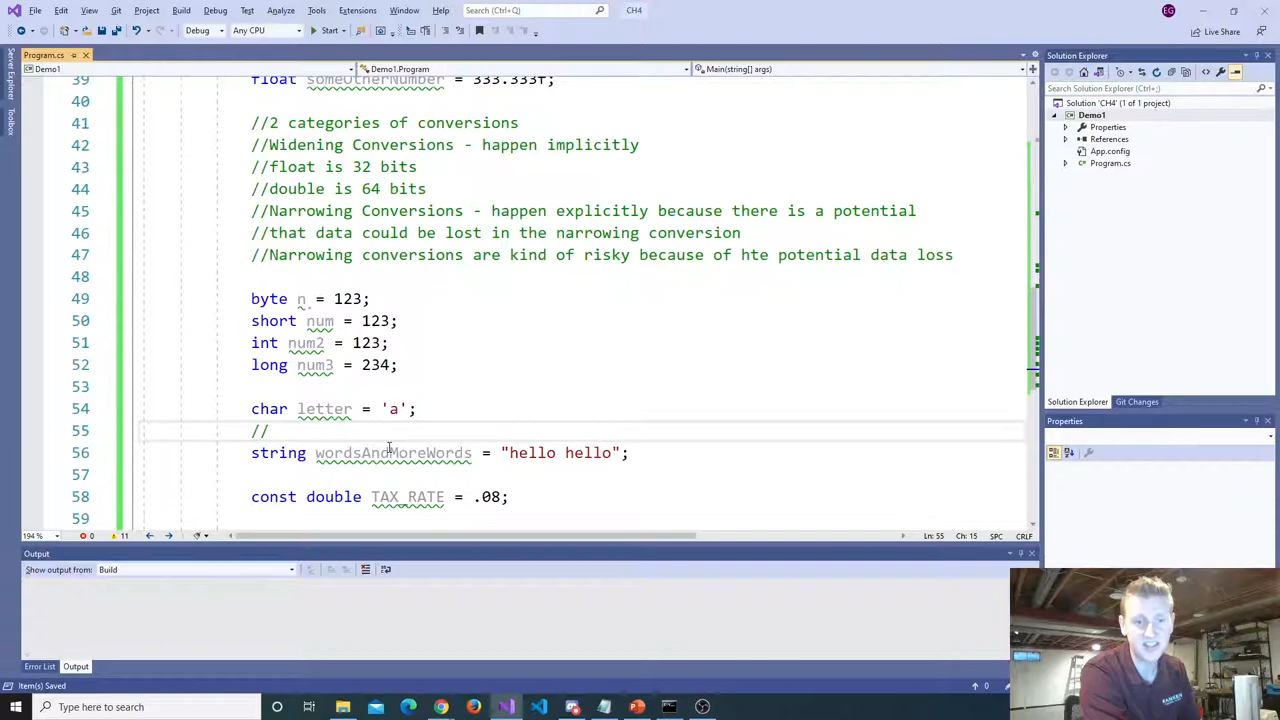 File Edit View Git Project Build Debug Test Analyze Tools Extensions Window Help Search (Ctrl+Q) CH4 EG
Debug Any CPU Start Live Share
Program.cs
Demo1 Demo1.Program Main(string[] args)
Server Explorer
Toolbox
39 float someOtherNumber = 333.333f;
40
41 //2 categories of conversions
42 //Widening Conversions - happen implicitly
43 //float is 32 bits
44 //double is 64 bits
45 //Narrowing Conversions - happen explicitly because there is a potential
46 //that data could be lost in the narrowing conversion
47 //Narrowing conversions are kind of risky because of hte potential data loss
48
49 byte n = 123;
50 short num = 123;
51 int num2 = 123;
52 long num3 = 234;
53
54 char letter = 'a';
55 //
56 string wordsAndMoreWords = "hello hello";
57
58 const double TAX_RATE = .08;
59
194 % 0 11 Ln: 55 Ch: 15 SPC CRLF
Output
Show output from: Build
Error List Output
Item(s) Saved 0
Type here to search
Solution Explorer
Search Solution Explorer (Ctrl+;)
Solution 'CH4' (1 of 1 project)
Demo1
Properties
References
App.config
Program.cs
Solution Explorer Git Changes
Properties